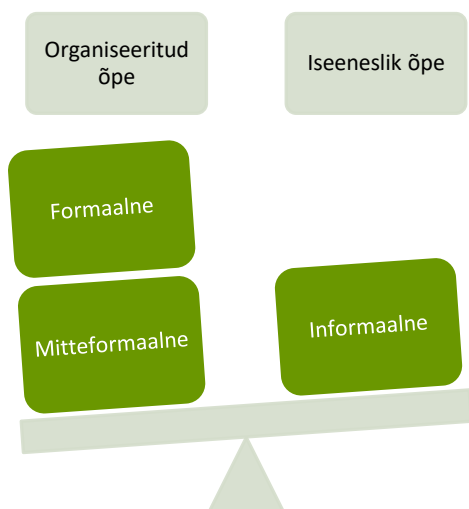 Organiseeritud
õpe
Iseeneslik õpe
Formaalne
Mitteformaalne
Informaalne